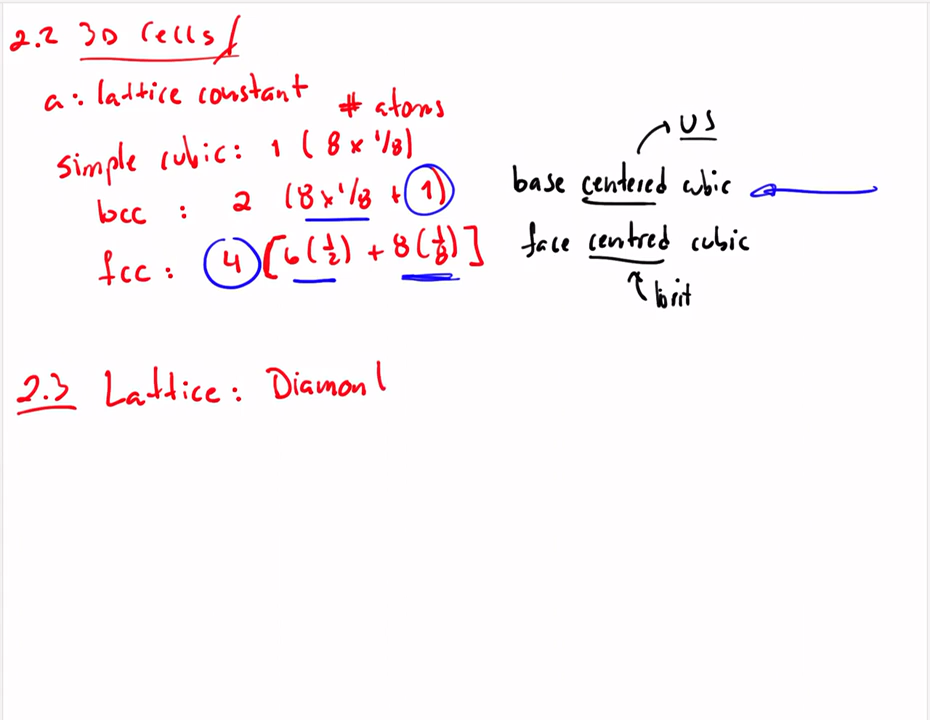 2.2 3D Cells
a: lattice constant
# atoms
simple cubic: 1 (8 x 1/8)
bcc : 2 (8 x 1/8 + 1)
fcc : 4 [6(1/2) + 8(1/8)]
US
base centered cubic
face centred cubic
brit
2.3 Lattice: Diamon